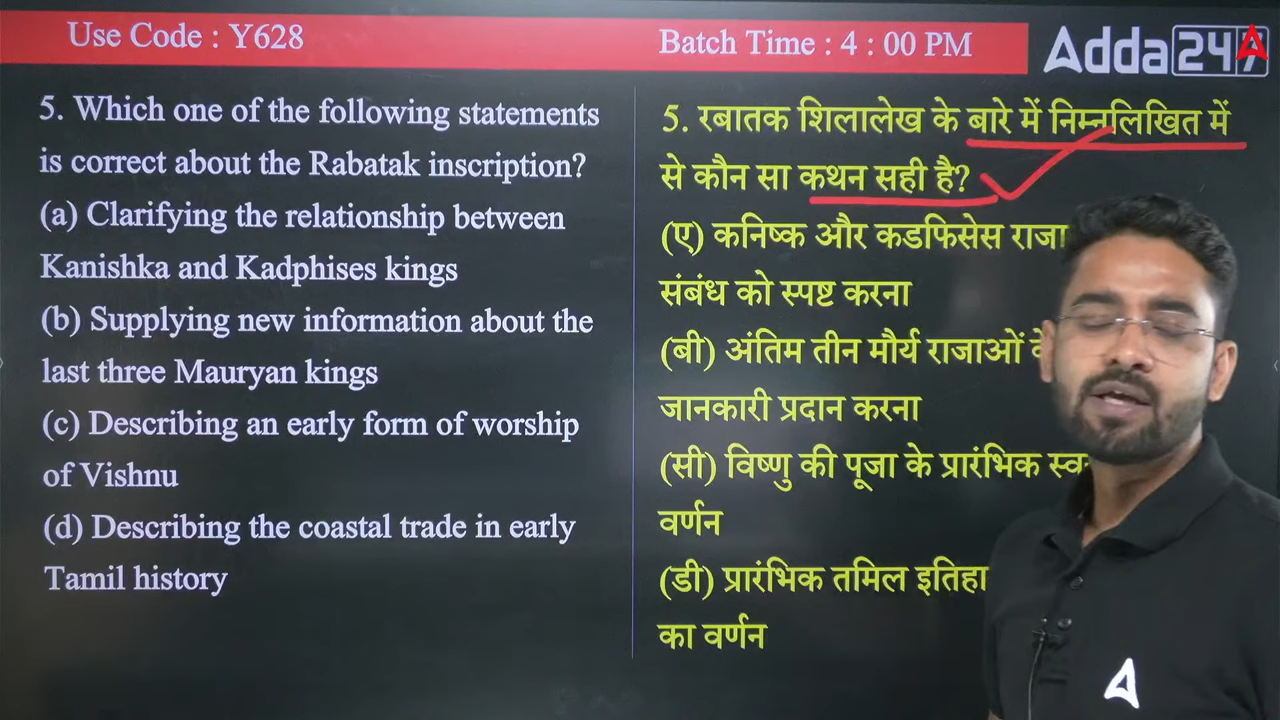 Use Code : Y628
Batch Time : 4 : 00 PM
Adda247
5. Which one of the following statements
is correct about the Rabatak inscription?
(a) Clarifying the relationship between
Kanishka and Kadphises kings
(b) Supplying new information about the
last three Mauryan kings
(c) Describing an early form of worship
of Vishnu
(d) Describing the coastal trade in early
Tamil history
5. रबातक शिलालेख के बारे में निम्नलिखित में
से कौन सा कथन सही है?
(ए) कनिष्क और कडफिसेस राजा
संबंध को स्पष्ट करना
(बी) अंतिम तीन मौर्य राजाओं
जानकारी प्रदान करना
(सी) विष्णु की पूजा के प्रारंभिक
वर्णन
(डी) प्रारंभिक तमिल
का वर्णन